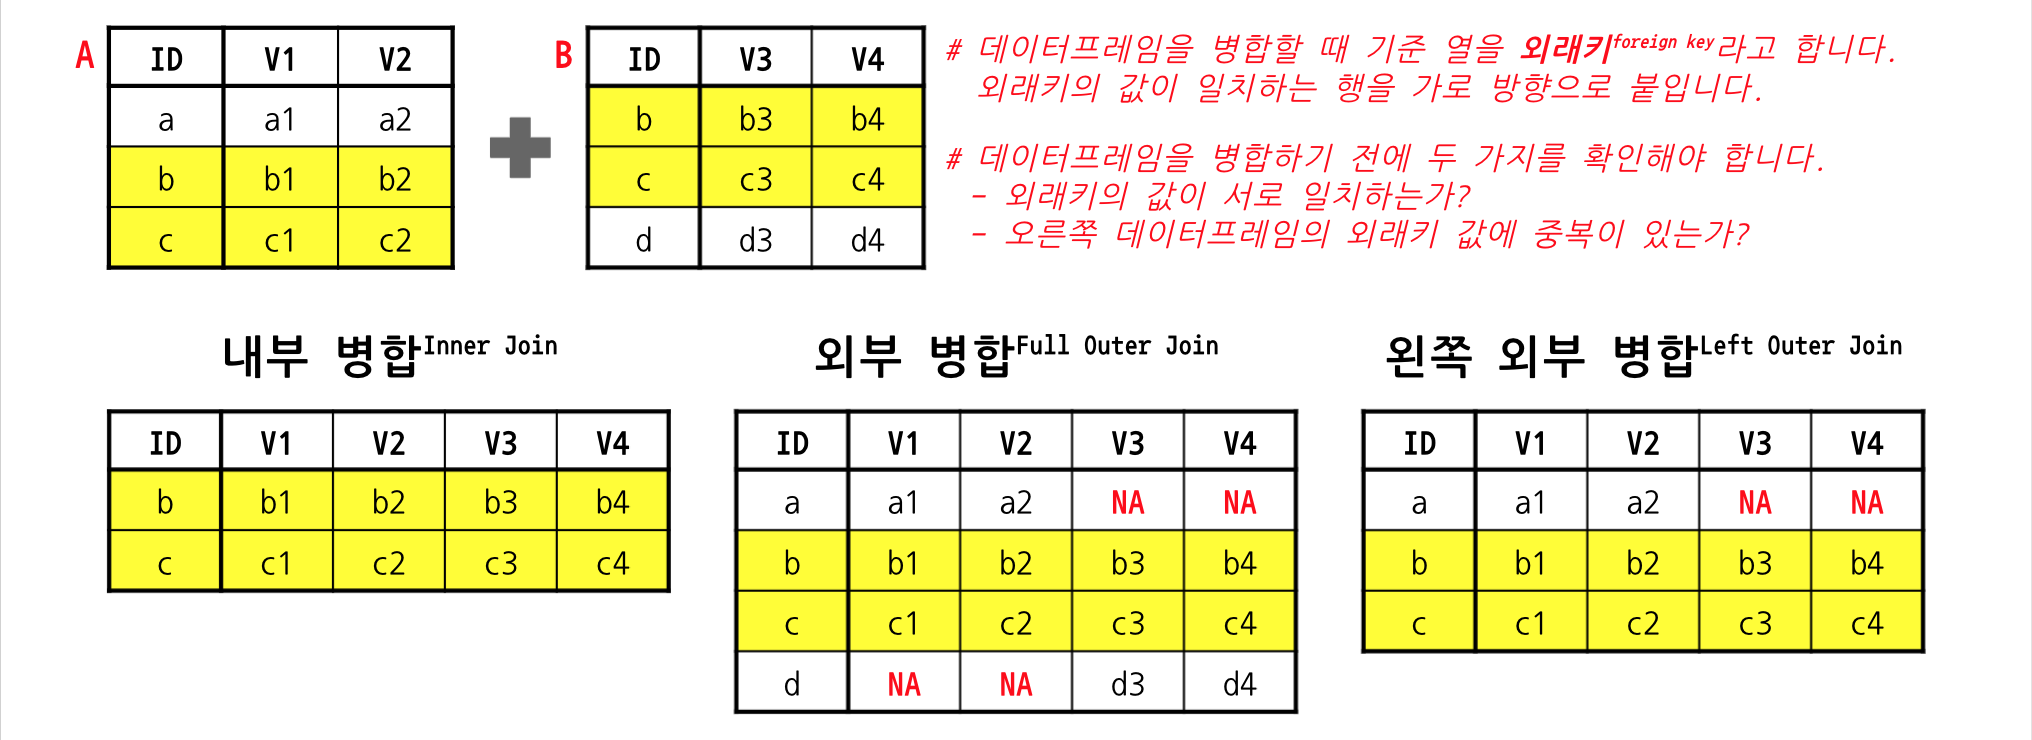 A
ID V1 V2
a a1 a2
b b1 b2
c c1 c2
B
ID V3 V4
b b3 b4
c c3 c4
d d3 d4
# 데이터프레임을 병합할 때 기준 열을 외래키foreign key라고 합니다.
외래키의 값이 일치하는 행을 가로 방향으로 붙입니다.
# 데이터프레임을 병합하기 전에 두 가지를 확인해야 합니다.
- 외래키의 값이 서로 일치하는가?
- 오른쪽 데이터프레임의 외래키 값에 중복이 있는가?
내부 병합Inner Join
ID V1 V2 V3 V4
b b1 b2 b3 b4
c c1 c2 c3 c4
외부 병합Full Outer Join
ID V1 V2 V3 V4
a a1 a2 NA NA
b b1 b2 b3 b4
c c1 c2 c3 c4
d NA NA d3 d4
왼쪽 외부 병합Left Outer Join
ID V1 V2 V3 V4
a a1 a2 NA NA
b b1 b2 b3 b4
c c1 c2 c3 c4